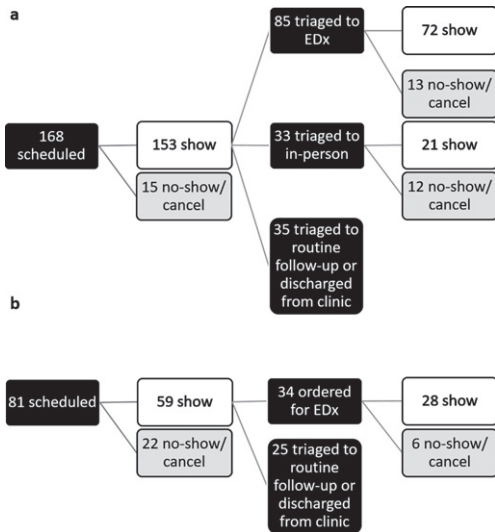 a
168
scheduled
153 show
15 no-show/
cancel
85 triaged to
EDx
72 show
13 no-show/
cancel
33 triaged to
in-person
21 show
12 no-show/
cancel
35 triaged to
routine
follow-up or
discharged
from clinic
b
81 scheduled
59 show
22 no-show/
cancel
34 ordered
for EDx
28 show
6 no-show/
cancel
25 triaged to
routine
follow-up or
discharged
from clinic